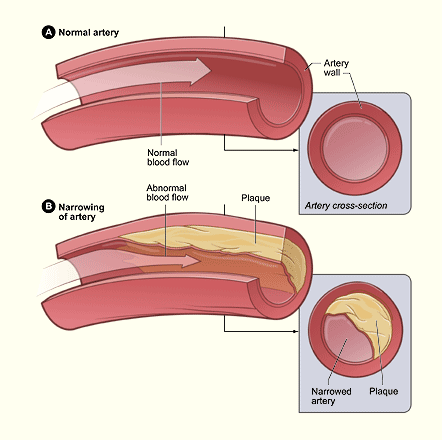 A Normal artery
Artery
wall
Normal
blood flow
Artery cross-section
Abnormal
blood flow
Plaque
B Narrowing
of artery
Narrowed
artery
Plaque